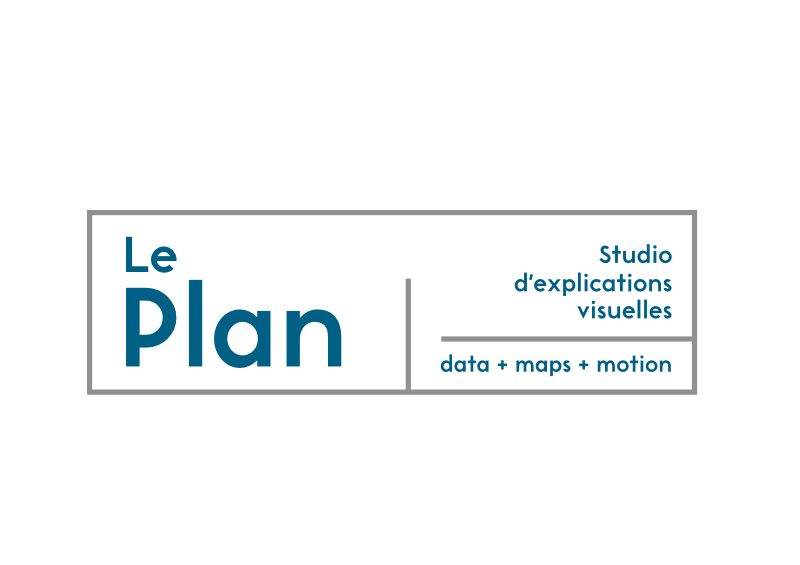 Le
Plan
Studio
d’explications
visuelles
data + maps + motion